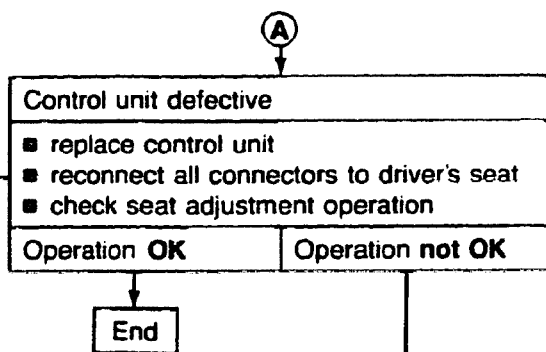 A
Control unit defective
■ replace control unit
■ reconnect all connectors to driver's seat
■ check seat adjustment operation
Operation OK
Operation not OK
End